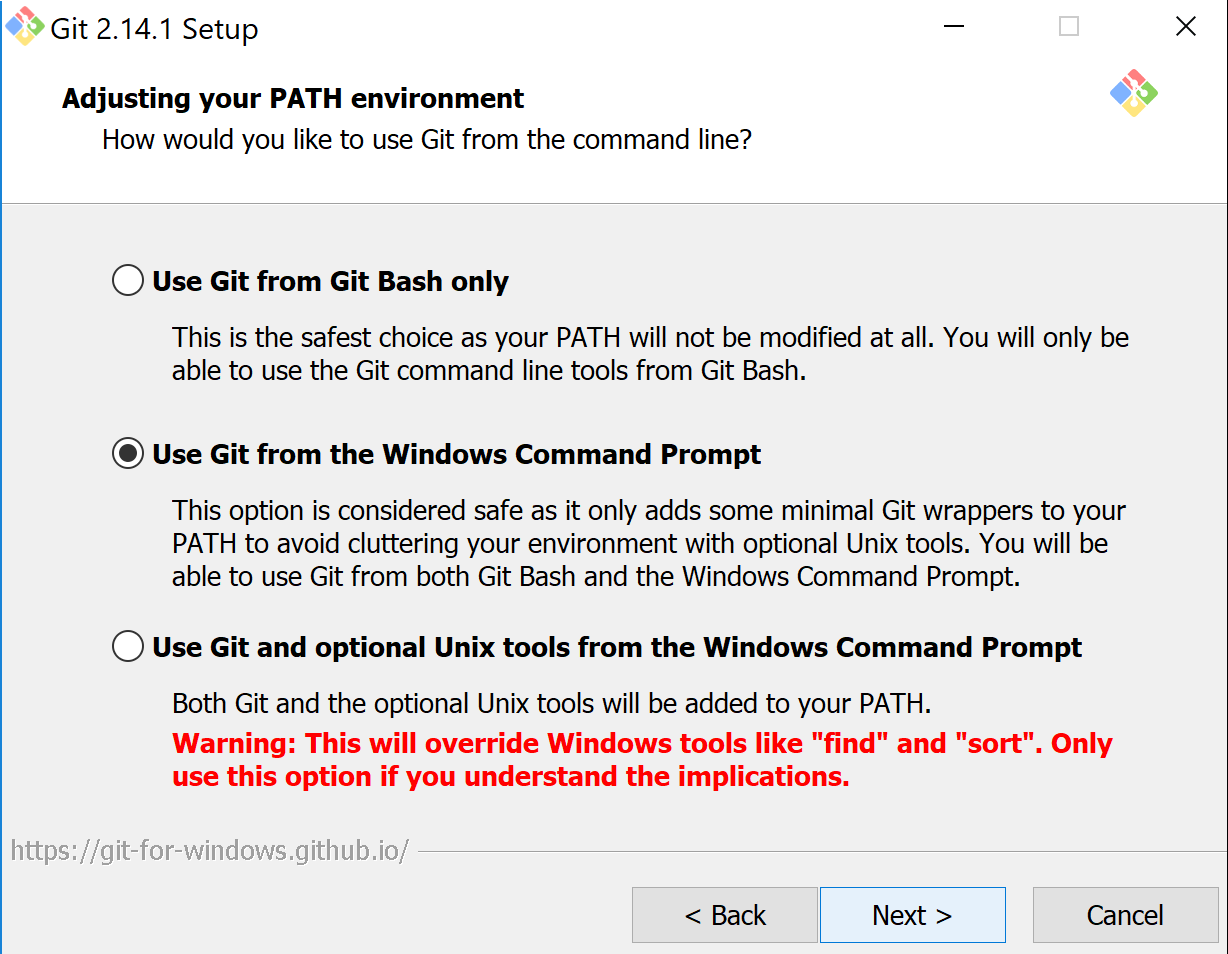 Git 2.14.1 Setup
Adjusting your PATH environment
How would you like to use Git from the command line?
Use Git from Git Bash only
This is the safest choice as your PATH will not be modified at all. You will only be
able to use the Git command line tools from Git Bash.
Use Git from the Windows Command Prompt
This option is considered safe as it only adds some minimal Git wrappers to your
PATH to avoid cluttering your environment with optional Unix tools. You will be
able to use Git from both Git Bash and the Windows Command Prompt.
Use Git and optional Unix tools from the Windows Command Prompt
Both Git and the optional Unix tools will be added to your PATH.
Warning: This will override Windows tools like "find" and "sort". Only
use this option if you understand the implications.
https://git-for-windows.github.io/
< Back Next > Cancel